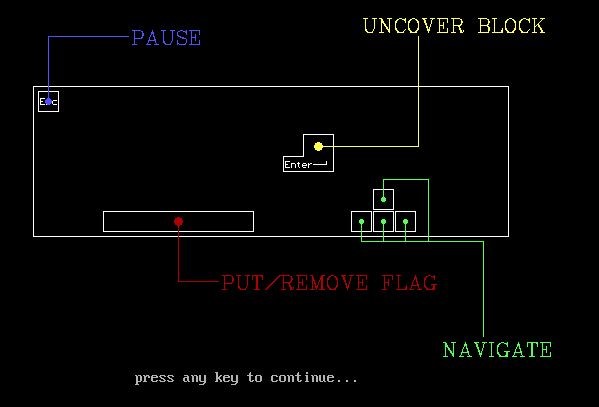 UNCOVER BLOCK
PAUSE
Esc
Enter
PUT/REMOVE FLAG
NAVIGATE
press any key to continue...